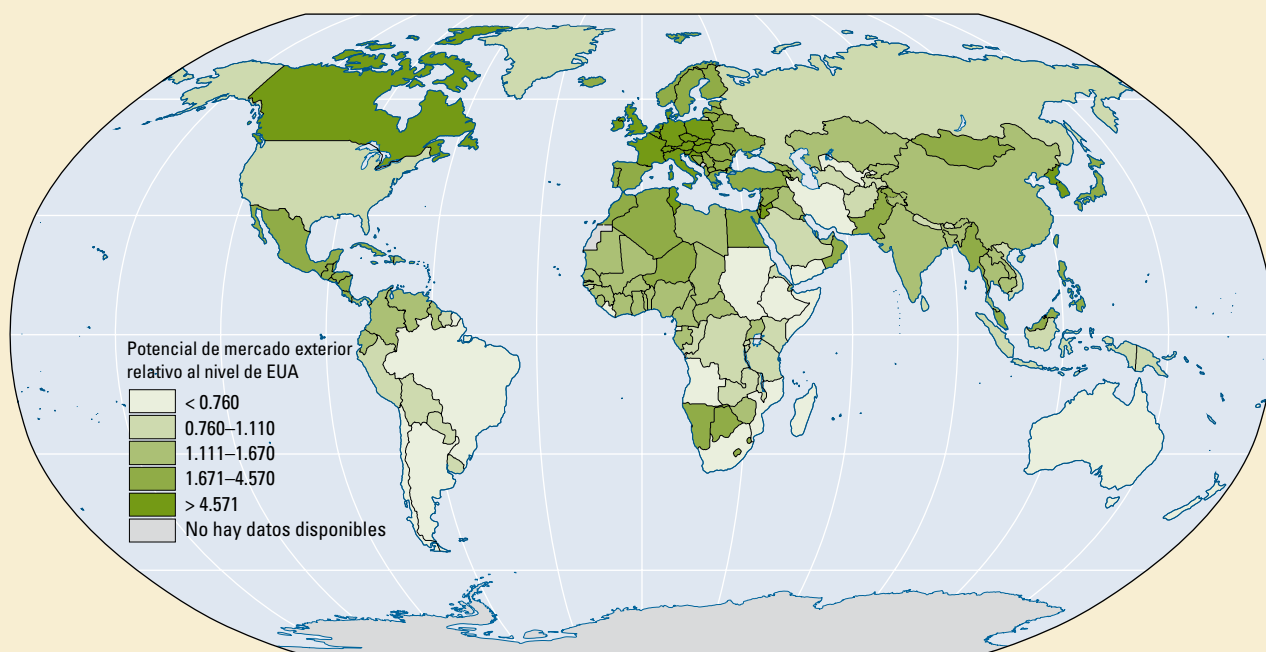 Potencial de mercado exterior
relativo al nivel de EUA
< 0.760
0.760–1.110
1.111–1.670
1.671–4.570
> 4.571
No hay datos disponibles